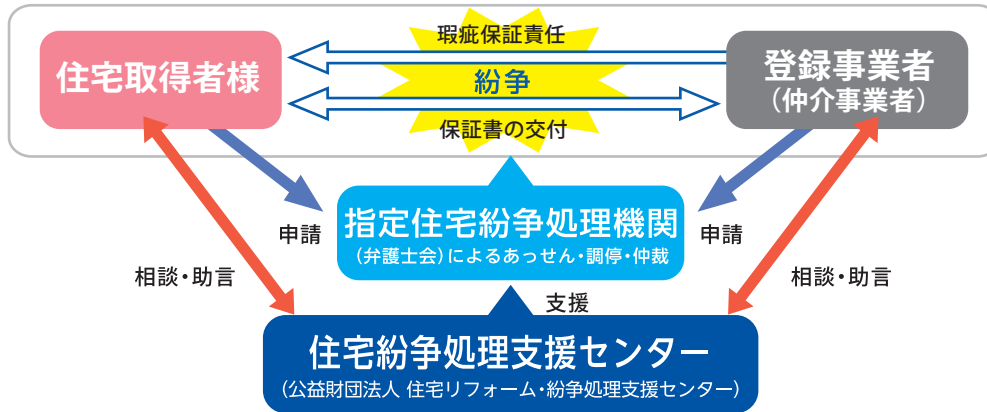 瑕疵保証責任
住宅取得者様
紛争
登録事業者
（仲介事業者）
保証書の交付
指定住宅紛争処理機関
（弁護士会）によるあっせん・調停・仲裁
申請
申請
相談・助言
相談・助言
支援
住宅紛争処理支援センター
（公益財団法人 住宅リフォーム・紛争処理支援センター）